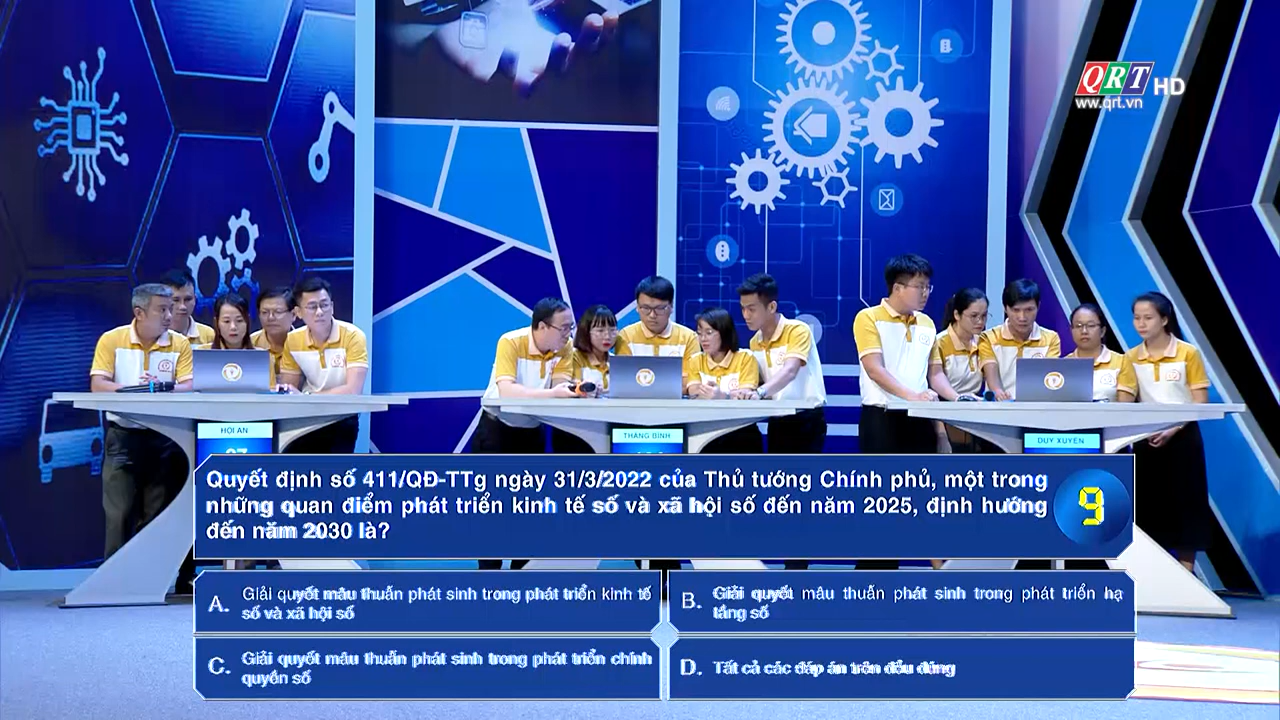 QRT HD
ww.qrt.vn
HỘI AN
THĂNG BÌNH
DUY XUYÊN
Quyết định số 411/QĐ-TTg ngày 31/3/2022 của Thủ tướng Chính phủ, một trong
những quan điểm phát triển kinh tế số và xã hội số đến năm 2025, định hướng
đến năm 2030 là?
9
A. Giải quyết mâu thuẫn phát sinh trong phát triển kinh tế
số và xã hội số
B. Giải quyết mâu thuẫn phát sinh trong phát triển hạ
tầng số
C. Giải quyết mâu thuẫn phát sinh trong phát triển chính
quyền số
D. Tất cả các đáp án trên đều đúng